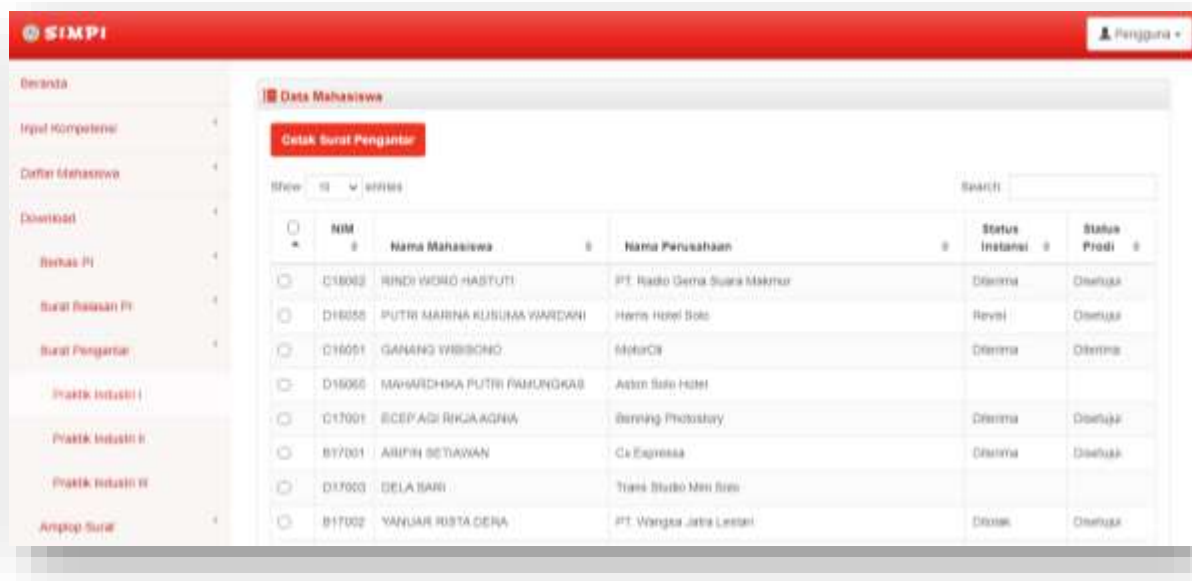 SIMPI
Pengguna
Beranda
Input Kompetensi
Daftar Mahasiswa
Download
Berkas PI
Surat Balasan PI
Surat Pengantar
Praktik Industri I
Praktik Industri II
Praktik Industri III
Amplop Surat
Data Mahasiswa
Cetak Surat Pengantar
Show 10 entries
Search:
NIM Nama Mahasiswa Nama Perusahaan Status Instansi Status Prodi
RINDI WORO HASTUTI PT. Radio Gema Suara Makmur Diterima Disetujui
PUTRI MARINA KUSUMA WARDANI Harris Hotel Solo Revisi Disetujui
C16051 GANANG WIBISONO Diterima Diterima
MAHARDHIKA PUTRI PAMUNGKAS Aston Solo Hotel
C17001 ECEP AGI RIKJA AGNIA Benning Photostory Diterima Disetujui
B17001 ARIFIN SETIAWAN Cv.Expressa Diterima Disetujui
D17003 DELA SARI Trans Studio Mini Solo
B17002 YANUAR RISTA DERA PT. Wangsa Jatra Lestari Ditolak Disetujui